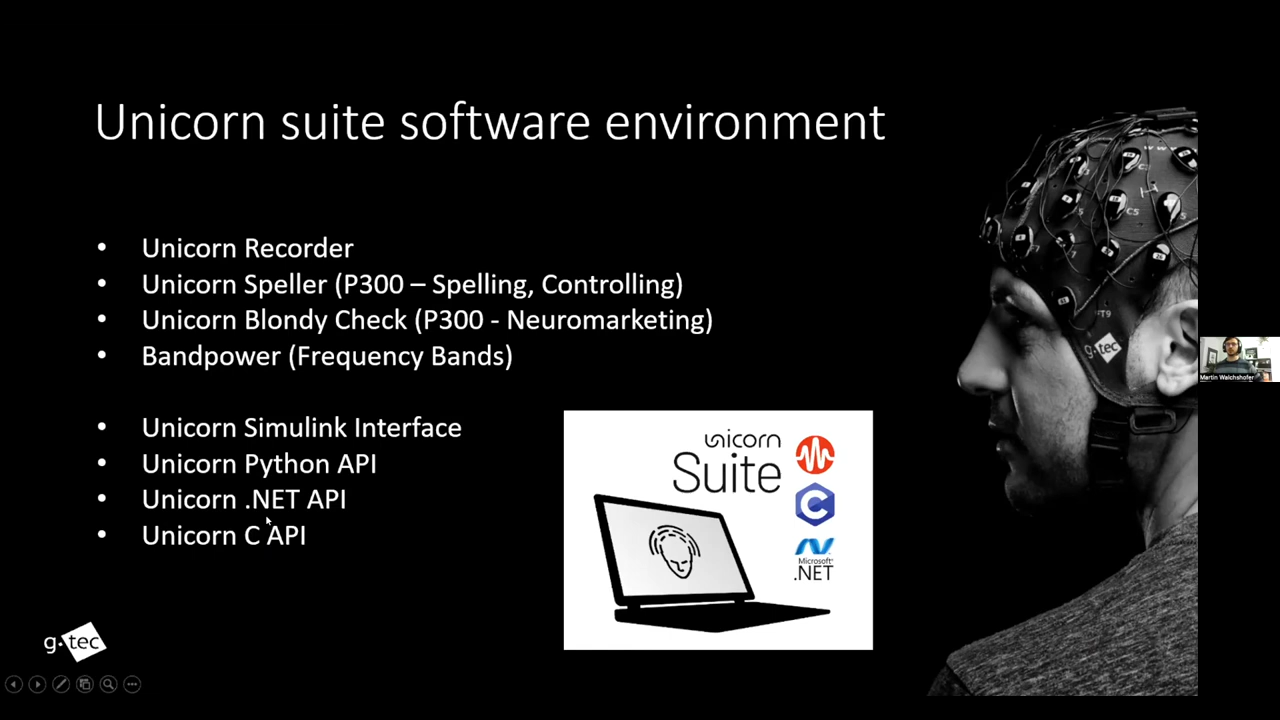 Unicorn suite software environment
• Unicorn Recorder
• Unicorn Speller (P300 – Spelling, Controlling)
• Unicorn Blondy Check (P300 - Neuromarketing)
• Bandpower (Frequency Bands)
• Unicorn Simulink Interface
• Unicorn Python API
• Unicorn .NET API
• Unicorn C API
unicorn
Suite
C
Microsoft
.NET
g.tec
C5
FT9
g.tec
Martin Walchshofer